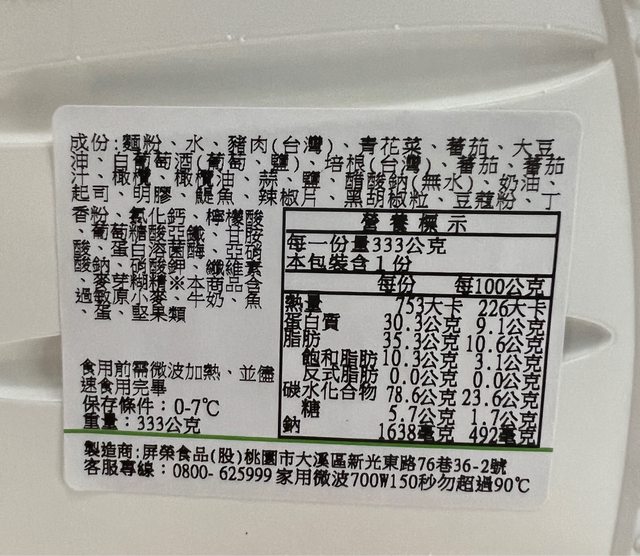 成份:麵粉、水、豬肉(台灣)、青花菜、蕃茄、大豆
油、白葡萄酒(葡萄、鹽)、培根(台灣)、蕃茄、蕃茄
汁、橄欖、橄欖油、蒜、鹽、醋酸鈉(無水)、奶油、
起司、明膠、鯷魚、辣椒片、黑胡椒粒、豆蔻粉、丁
香粉、氯化鈣、檸檬酸
、葡萄糖酸亞鐵、甘胺
酸、蛋白溶菌酶、亞硝
酸鈉、硝酸鉀、纖維素
、麥芽糊精※本商品含
過敏原小麥、牛奶、魚
、蛋、堅果類
食用前需微波加熱、並儘
速食用完畢
保存條件：0-7℃
重量：333公克
營養標示
每一份量333公克
本包裝含1份
每份 每100公克
熱量 753大卡 226大卡
蛋白質 30.3公克 9.1公克
脂肪 35.3公克 10.6公克
飽和脂肪 10.3公克 3.1公克
反式脂肪 0.0公克 0.0公克
碳水化合物 78.6公克 23.6公克
糖 5.7公克 1.7公克
鈉 1638毫克 492毫克
製造商:屏榮食品(股)桃園市大溪區新光東路76巷36-2號
客服專線：0800-625999 家用微波700W150秒勿超過90℃